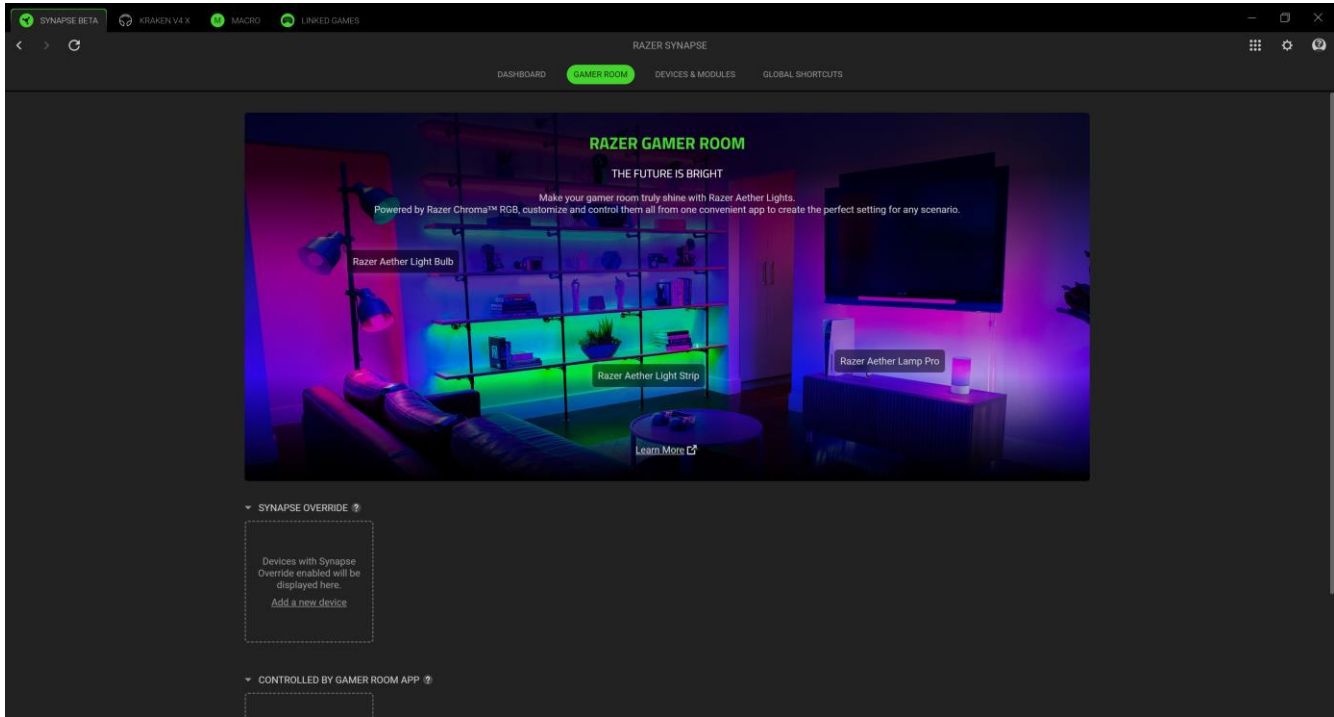 SYNAPSE BETA
KRAKEN V4 X
MACRO
LINKED GAMES
RAZER SYNAPSE
DASHBOARD
GAMER ROOM
DEVICES & MODULES
GLOBAL SHORTCUTS
RAZER GAMER ROOM
THE FUTURE IS BRIGHT
Make your gamer room truly shine with Razer Aether Lights.
Powered by Razer Chroma™ RGB, customize and control them all from one convenient app to create the perfect setting for any scenario.
Razer Aether Light Bulb
Razer Aether Lamp Pro
Razer Aether Light Strip
Learn More
SYNAPSE OVERRIDE ?
Devices with Synapse
Override enabled will be
displayed here.
Add a new device
CONTROLLED BY GAMER ROOM APP ?